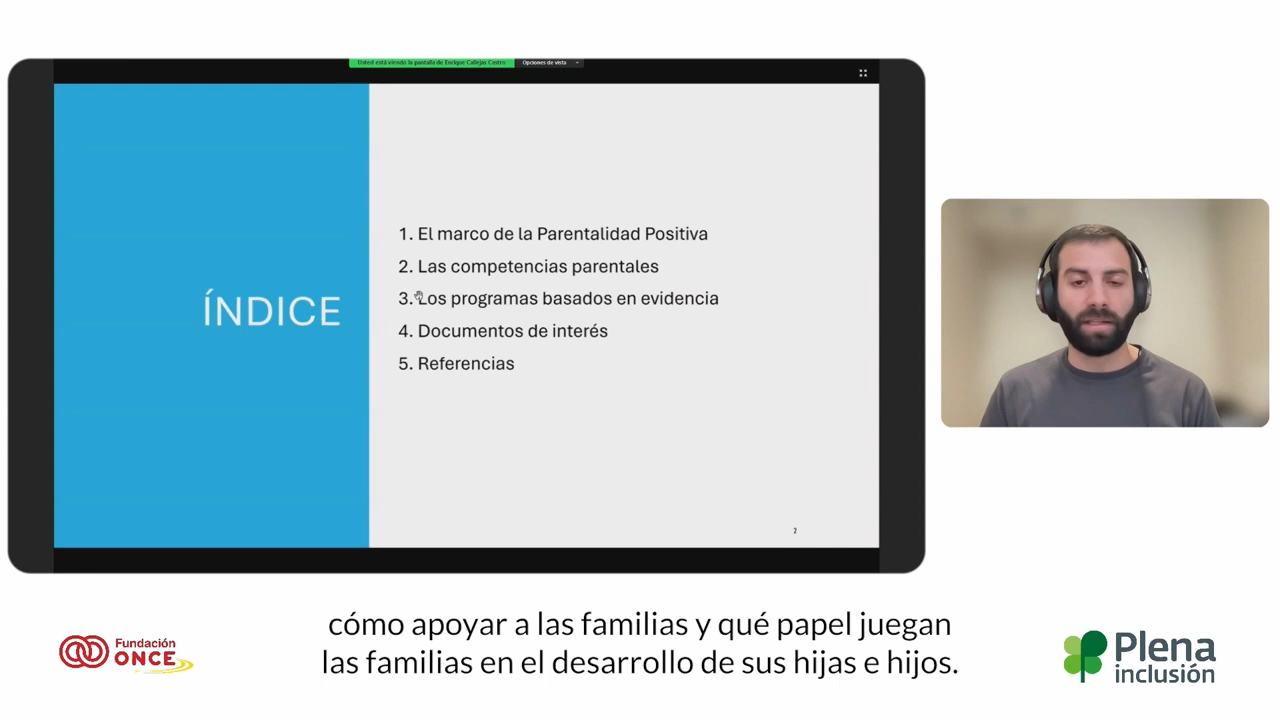 Usted está viendo la pantalla de Enrique Callejas Castro
Opciones de vista
ÍNDICE
1. El marco de la Parentalidad Positiva
2. Las competencias parentales
3. Los programas basados en evidencia
4. Documentos de interés
5. Referencias
2
cómo apoyar a las familias y qué papel juegan
las familias en el desarrollo de sus hijas e hijos.
Fundación
ONCE
Plena
inclusión